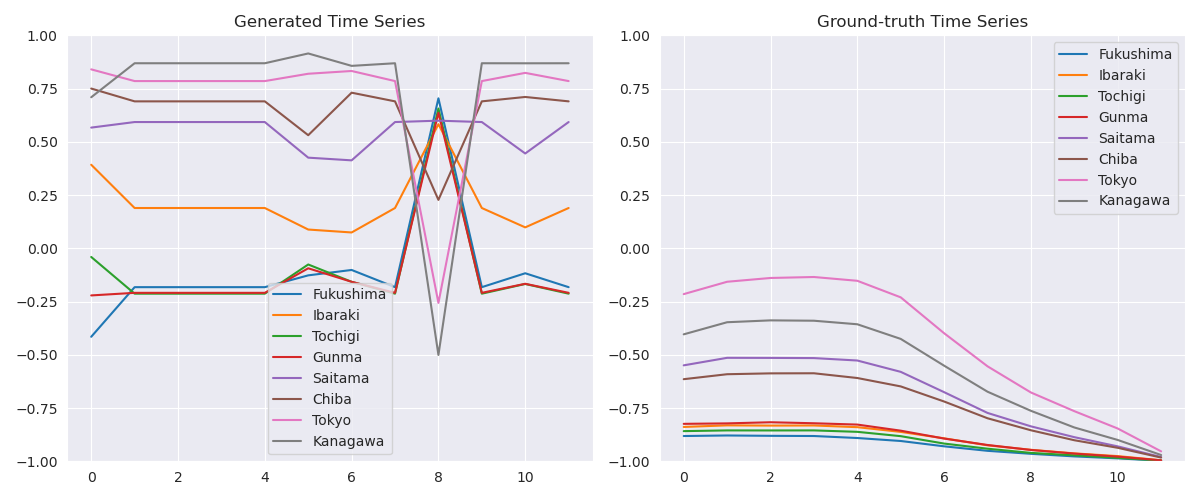 Generated Time Series
1.00
0.75
0.50
0.25
0.00
−0.25
−0.50
−0.75
−1.00
0 2 4 6 8 10
Fukushima
Ibaraki
Tochigi
Gunma
Saitama
Chiba
Tokyo
Kanagawa
Ground-truth Time Series
1.00
0.75
0.50
0.25
0.00
−0.25
−0.50
−0.75
−1.00
0 2 4 6 8 10
Fukushima
Ibaraki
Tochigi
Gunma
Saitama
Chiba
Tokyo
Kanagawa